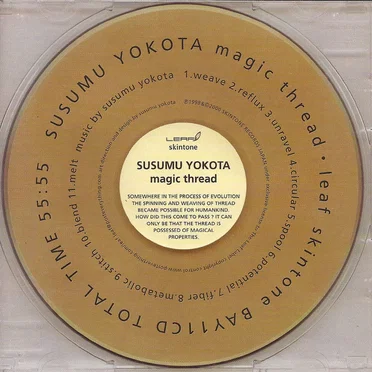 SUSUMU YOKOTA magic thread • leaf skintone BAY11CD TOTAL TIME 55:55
music by susumu yokota 1.weave 2.reflux 3.unravel 4.circular 5.spool 6.potential 7.fiber 8.metabolic 9.stitch 10.blend 11.melt
LEAF
skintone
SUSUMU YOKOTA
magic thread
SOMEWHERE IN THE PROCESS OF EVOLUTION
THE SPINNING AND WEAVING OF THREAD
BECAME POSSIBLE FOR HUMANKIND.
HOW DID THIS COME TO PASS ? IT CAN
ONLY BE THAT THE THREAD IS
POSSESSED OF MAGICAL
PROPERTIES.